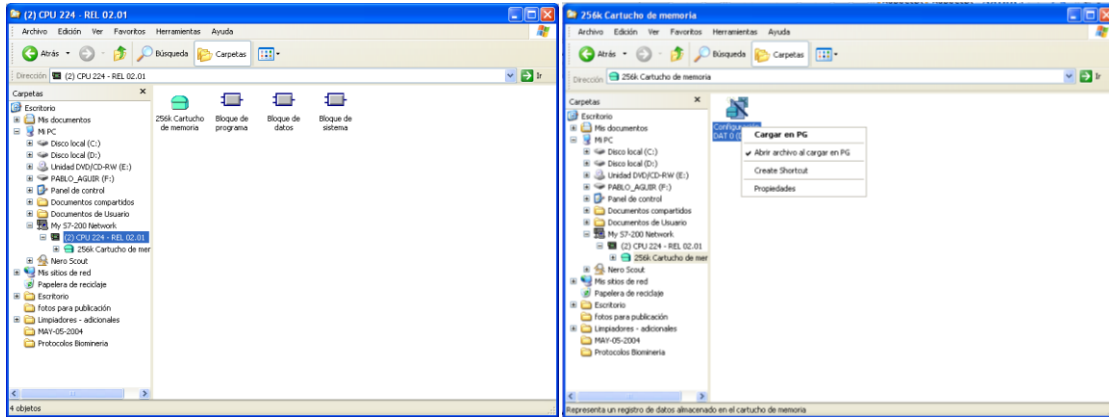 (2) CPU 224 - REL 02.01
Archivo Edición Ver Favoritos Herramientas Ayuda
Atrás Búsqueda Carpetas
Dirección (2) CPU 224 - REL 02.01 Ir
Carpetas
Escritorio
Mis documentos
Mi PC
Disco local (C:)
Disco local (D:)
Unidad DVD/CD-RW (E:)
PABLO_AGUIR (F:)
Panel de control
Documentos compartidos
Documentos de Usuario
My S7-200 Network
(2) CPU 224 - REL 02.01
256k Cartucho de mer
Nero Scout
Mis sitios de red
Papelera de reciclaje
Escritorio
fotos para publicación
Limpiadores - adicionales
MAY-05-2004
Protocolos Biomineria
256k Cartucho de memoria
Bloque de programa
Bloque de datos
Bloque de sistema
4 objetos
256k Cartucho de memoria
Archivo Edición Ver Favoritos Herramientas Ayuda
Atrás Búsqueda Carpetas
Dirección 256k Cartucho de memoria Ir
Carpetas
Escritorio
Mis documentos
Mi PC
Disco local (C:)
Disco local (D:)
Unidad DVD/CD-RW (E:)
PABLO_AGUIR (F:)
Panel de control
Documentos compartidos
Documentos de Usuario
My S7-200 Network
(2) CPU 224 - REL 02.01
256k Cartucho de mer
Nero Scout
Mis sitios de red
Papelera de reciclaje
Escritorio
fotos para publicación
Limpiadores - adicionales
MAY-05-2004
Protocolos Biomineria
DAT 0
Cargar en PG
Abrir archivo al cargar en PG
Create Shortcut
Propiedades
Representa un registro de datos almacenado en el cartucho de memoria